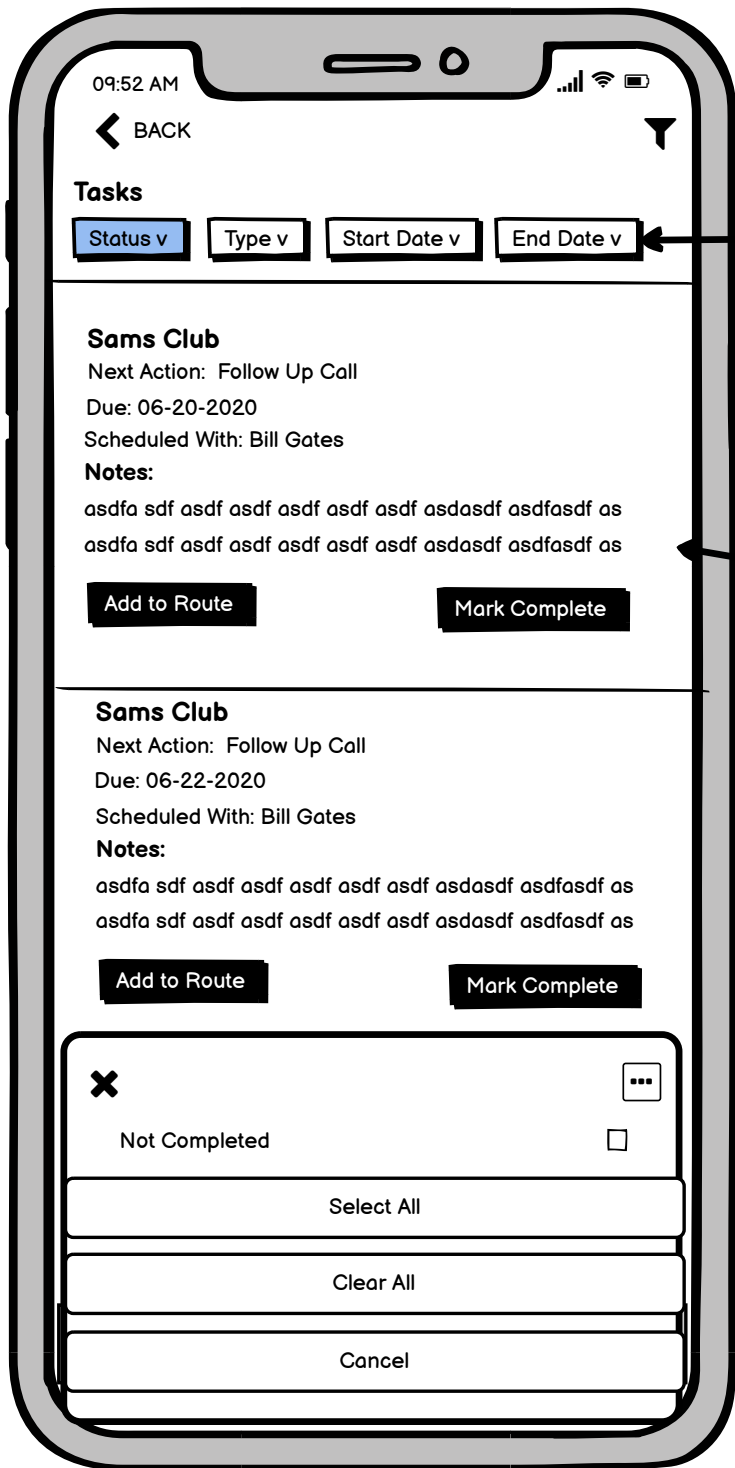 09:52 AM
BACK
Tasks
Status v Type v Start Date v End Date v
Sams Club
Next Action: Follow Up Call
Due: 06-20-2020
Scheduled With: Bill Gates
Notes:
asdfa sdf asdf asdf asdf asdf asdf asdasdf asdfasdf as
asdfa sdf asdf asdf asdf asdf asdf asdasdf asdfasdf as
Add to Route Mark Complete
Sams Club
Next Action: Follow Up Call
Due: 06-22-2020
Scheduled With: Bill Gates
Notes:
asdfa sdf asdf asdf asdf asdf asdf asdasdf asdfasdf as
asdfa sdf asdf asdf asdf asdf asdf asdasdf asdfasdf as
Add to Route Mark Complete
Not Completed
Select All
Clear All
Cancel